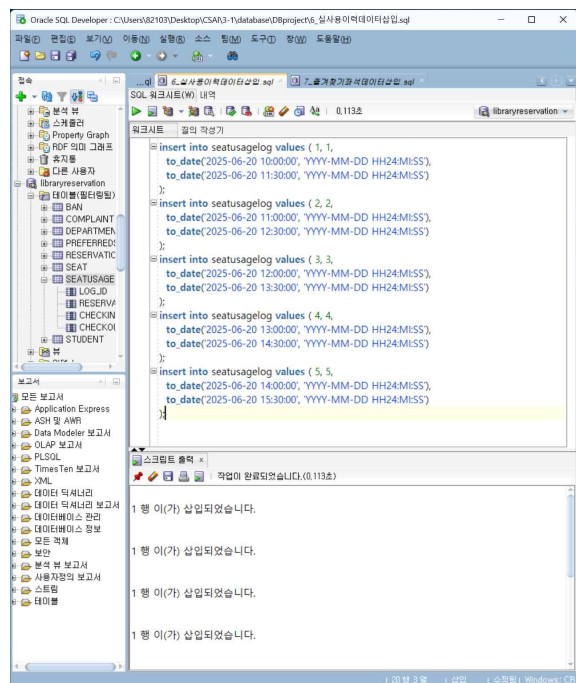 Oracle SQL Developer : C:\Users\82103\Desktop\CSAI\3-1\database\DBproject\6_실사용이력데이터삽입.sql
파일(F) 편집(E) 보기(V) 이동(N) 실행(R) 소스 팀(M) 도구(T) 창(W) 도움말(H)
접속
...ql 6_실사용이력데이터삽입.sql 7_즐겨찾기좌석데이터삽입.sql
SQL 워크시트(W) 내역
0.113초
libraryreservation
워크시트 질의 작성기
분석 뷰
스케줄러
Property Graph
RDF 의미 그래프
휴지통
다른 사용자
libraryreservation
테이블(필터링됨)
BAN
COMPLAINT
DEPARTMEN
PREFERRED
RESERVATIC
SEAT
SEATUSAGE
LOG_ID
RESERVA
CHECKIN
CHECKOU
STUDENT
뷰
insert into seatusagelog values ( 1, 1,
to_date('2025-06-20 10:00:00', 'YYYY-MM-DD HH24:MI:SS'),
to_date('2025-06-20 11:30:00', 'YYYY-MM-DD HH24:MI:SS')
);
insert into seatusagelog values ( 2, 2,
to_date('2025-06-20 11:00:00', 'YYYY-MM-DD HH24:MI:SS'),
to_date('2025-06-20 12:30:00', 'YYYY-MM-DD HH24:MI:SS')
);
insert into seatusagelog values ( 3, 3,
to_date('2025-06-20 12:00:00', 'YYYY-MM-DD HH24:MI:SS'),
to_date('2025-06-20 13:30:00', 'YYYY-MM-DD HH24:MI:SS')
);
insert into seatusagelog values ( 4, 4,
to_date('2025-06-20 13:00:00', 'YYYY-MM-DD HH24:MI:SS'),
to_date('2025-06-20 14:30:00', 'YYYY-MM-DD HH24:MI:SS')
);
insert into seatusagelog values ( 5, 5,
to_date('2025-06-20 14:00:00', 'YYYY-MM-DD HH24:MI:SS'),
to_date('2025-06-20 15:30:00', 'YYYY-MM-DD HH24:MI:SS')
);
보고서
모든 보고서
Application Express
ASH 및 AWR
Data Modeler 보고서
OLAP 보고서
PLSQL
TimesTen 보고서
XML
데이터 딕셔너리
데이터 딕셔너리 보고서
데이터베이스 관리
데이터베이스 정보
모든 객체
보안
분석 뷰 보고서
사용자정의 보고서
스트림
테이블
스크립트 출력 x
작업이 완료되었습니다.(0.113초)
1 행 이(가) 삽입되었습니다.
1 행 이(가) 삽입되었습니다.
1 행 이(가) 삽입되었습니다.
1 행 이(가) 삽입되었습니다.
20 행 3 열 삽입 수정됨 Windows: CR